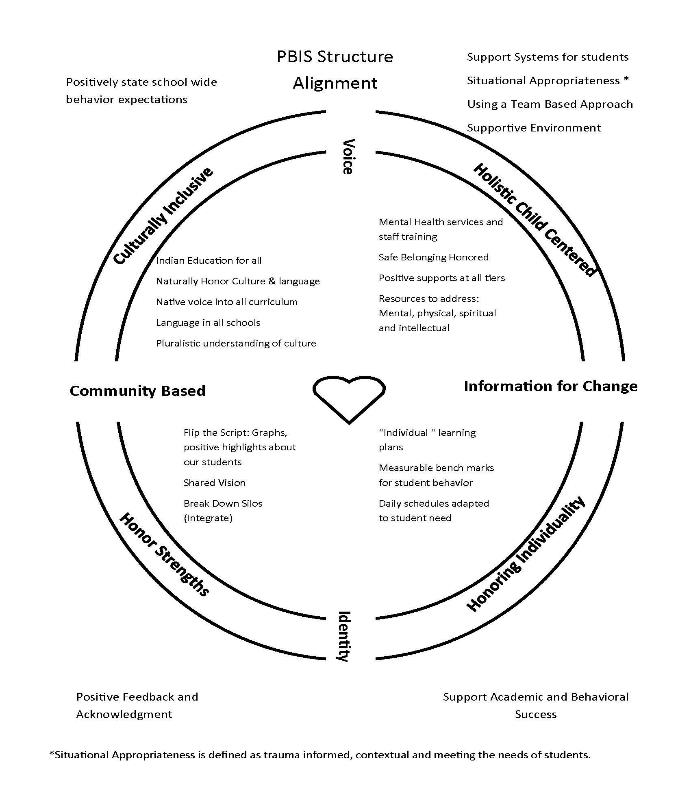 PBIS Structure
Alignment
Positively state school wide
behavior expectations
Support Systems for students
Situational Appropriateness *
Using a Team Based Approach
Supportive Environment
Voice
Culturally Inclusive
Holistic Child Centered
Indian Education for all
Naturally Honor Culture & language
Native voice into all curriculum
Language in all schools
Pluralistic understanding of culture
Mental Health services and
staff training
Safe Belonging Honored
Positive supports at all tiers
Resources to address:
Mental, physical, spiritual
and intellectual
Community Based
Information for Change
Flip the Script: Graphs,
positive highlights about
our students
Shared Vision
Break Down Silos
(integrate)
"Individual " learning
plans
Measurable bench marks
for student behavior
Daily schedules adapted
to student need
Honor Strengths
Honoring Individuality
Identity
Positive Feedback and
Acknowledgment
Support Academic and Behavioral
Success
*Situational Appropriateness is defined as trauma informed, contextual and meeting the needs of students.